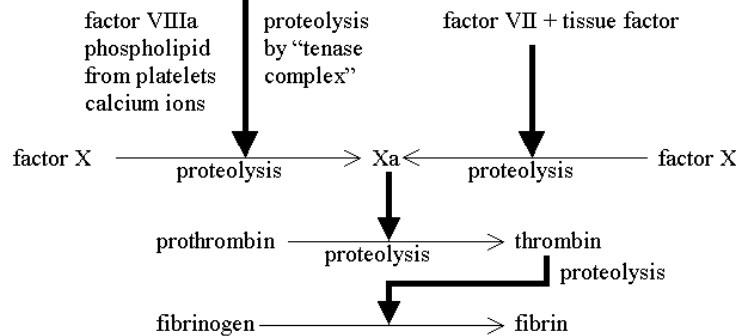 factor VIIIa
phospholipid
from platelets
calcium ions
proteolysis
by “tenase
complex”
factor VII + tissue factor
factor X
proteolysis
Xa
proteolysis
factor X
prothrombin
proteolysis
thrombin
proteolysis
fibrinogen
fibrin